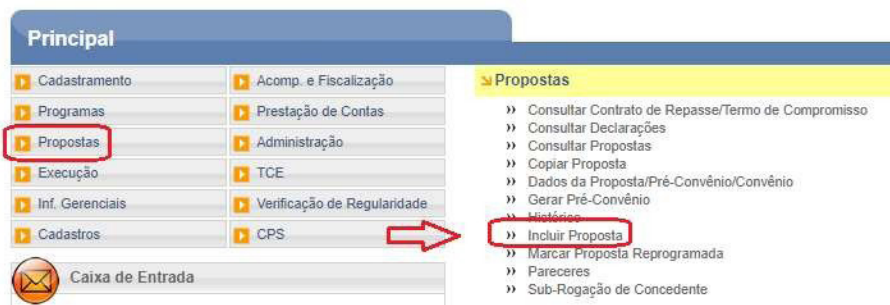 Principal
Cadastramento
Acomp. e Fiscalização
Programas
Prestação de Contas
Propostas
Administração
Execução
TCE
Inf. Gerenciais
Verificação de Regularidade
Cadastros
CPS
Caixa de Entrada
Propostas
Consultar Contrato de Repasse/Termo de Compromisso
Consultar Declarações
Consultar Propostas
Copiar Proposta
Dados da Proposta/Pré-Convênio/Convênio
Gerar Pré-Convênio
Histórico
Incluir Proposta
Marcar Proposta Reprogramada
Pareceres
Sub-Rogação de Concedente